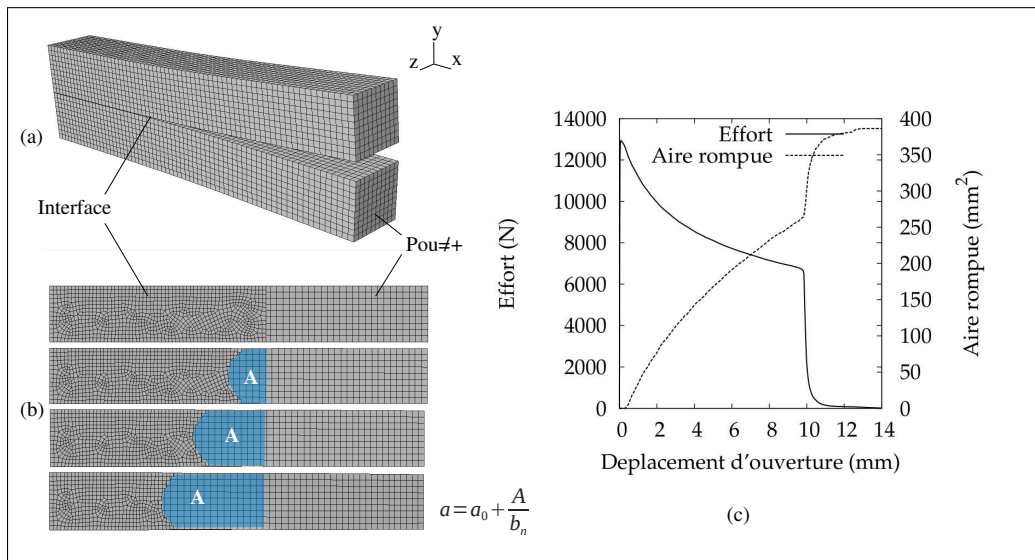 y
z x
(a)
Interface
Pou≠+
A
(b)
A
A
a = a₀ + A/bₙ
14000
12000
10000
8000
6000
4000
2000
0
Effort (N)
Effort
Aire rompue
400
350
300
250
200
150
100
50
0
Aire rompue (mm²)
0 2 4 6 8 10 12 14
Deplacement d'ouverture (mm)
(c)